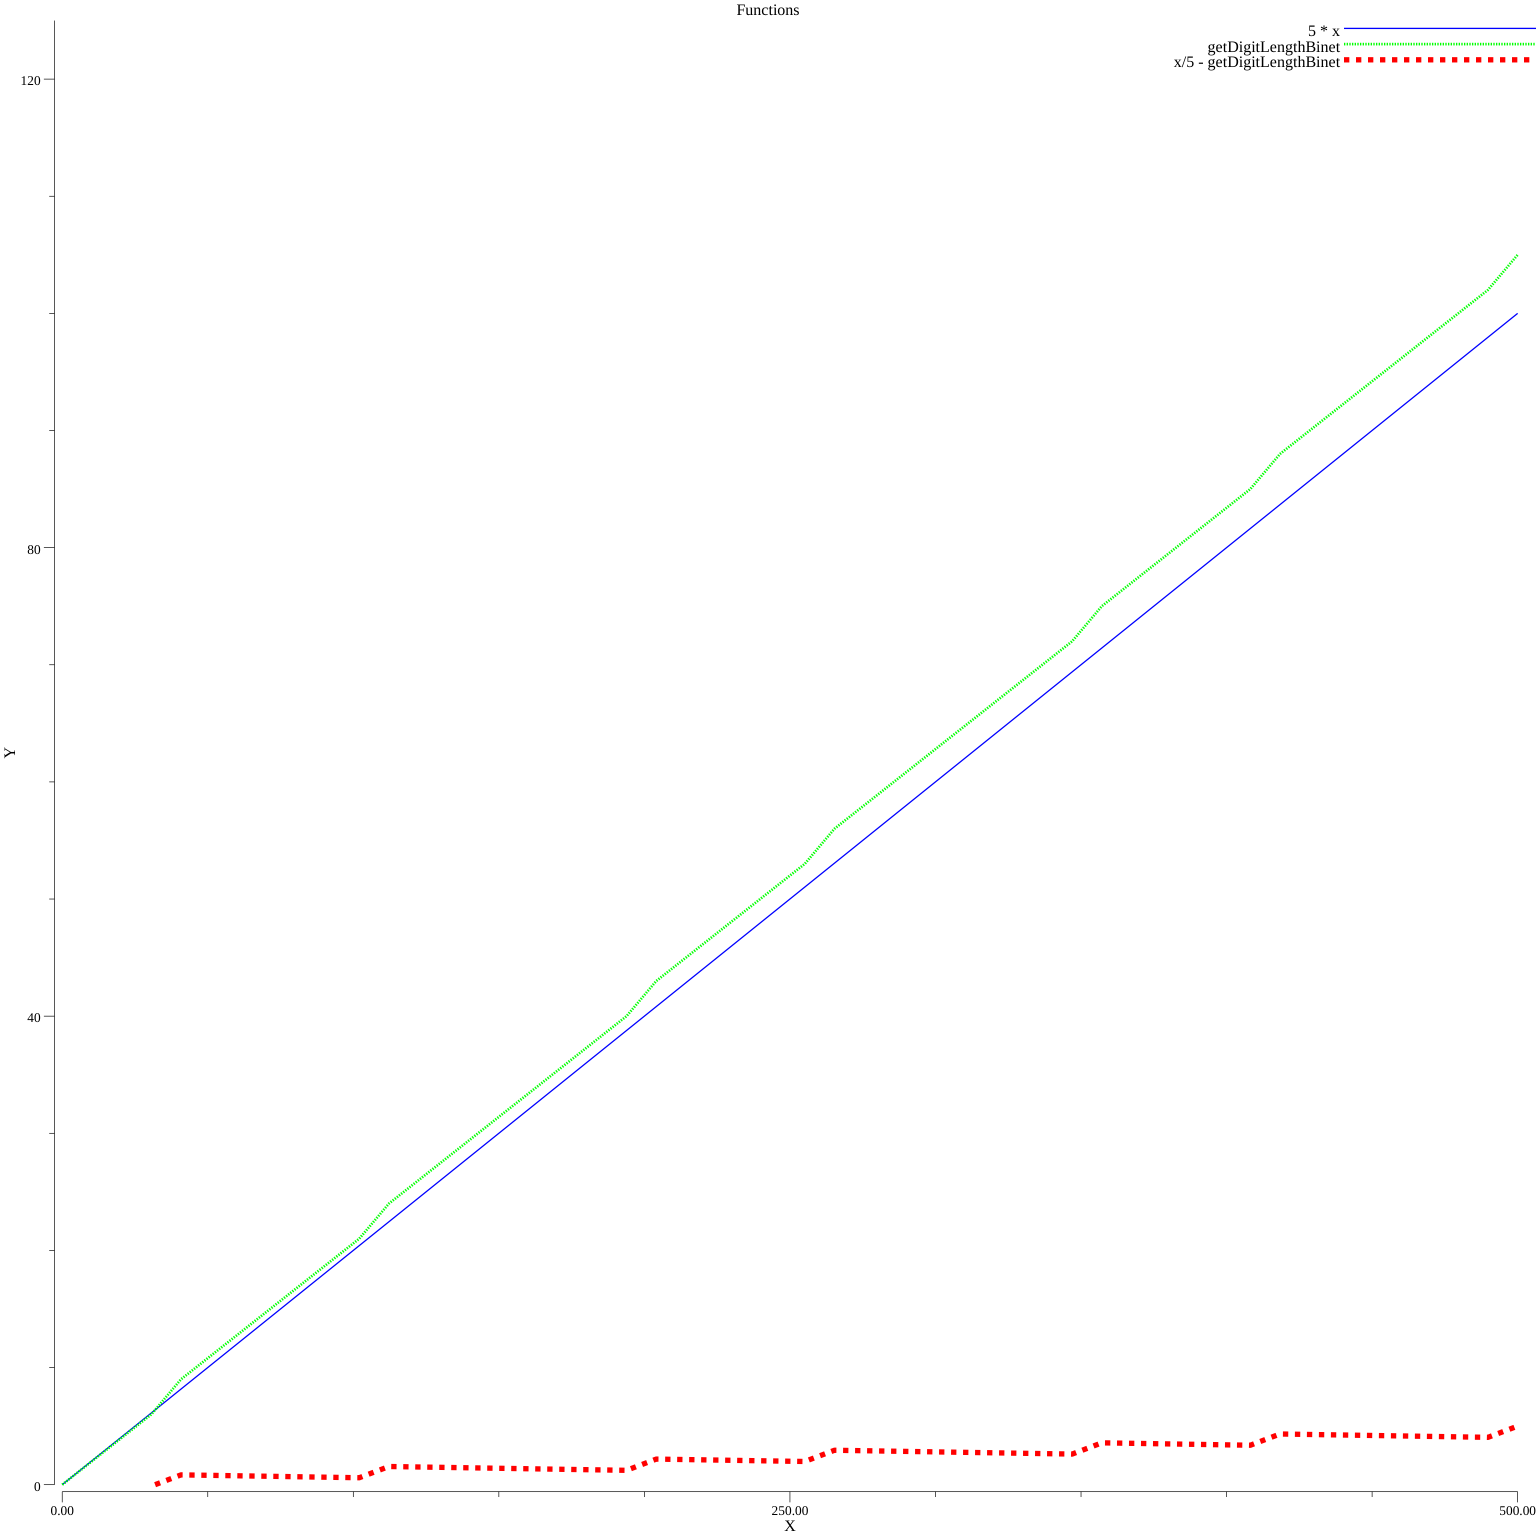 Functions
5 * x
getDigitLengthBinet
x/5 - getDigitLengthBinet
120
80
40
0
Y
0.00 250.00 500.00
X